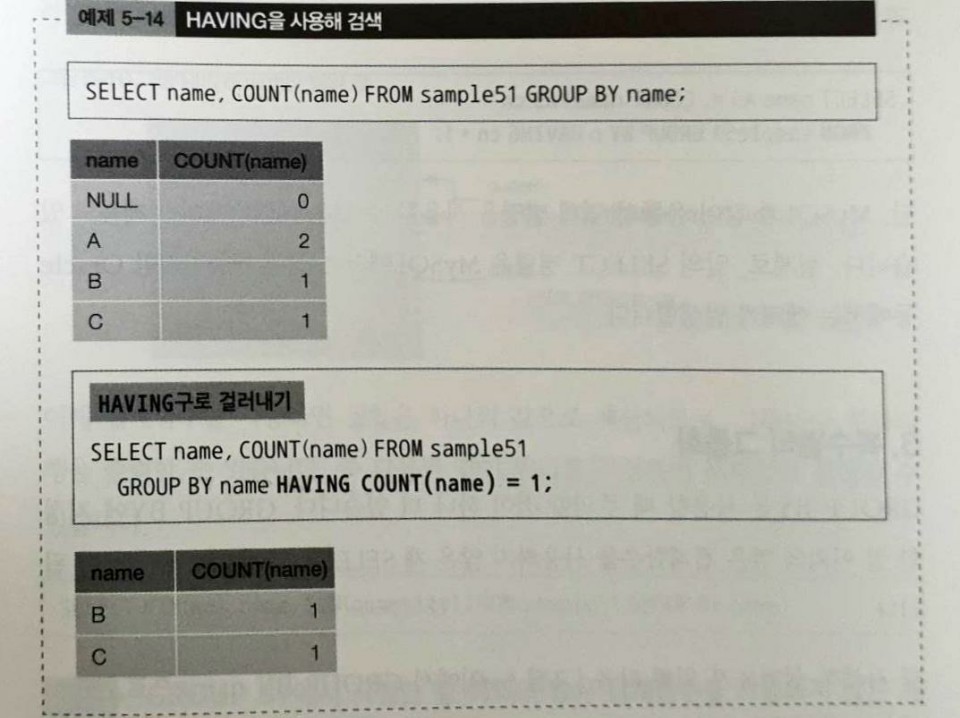 예제 5-14 HAVING을 사용해 검색
SELECT name, COUNT(name) FROM sample51 GROUP BY name;
name COUNT(name)
NULL 0
A 2
B 1
C 1
HAVING구로 걸러내기
SELECT name, COUNT(name) FROM sample51
GROUP BY name HAVING COUNT(name) = 1;
name COUNT(name)
B 1
C 1